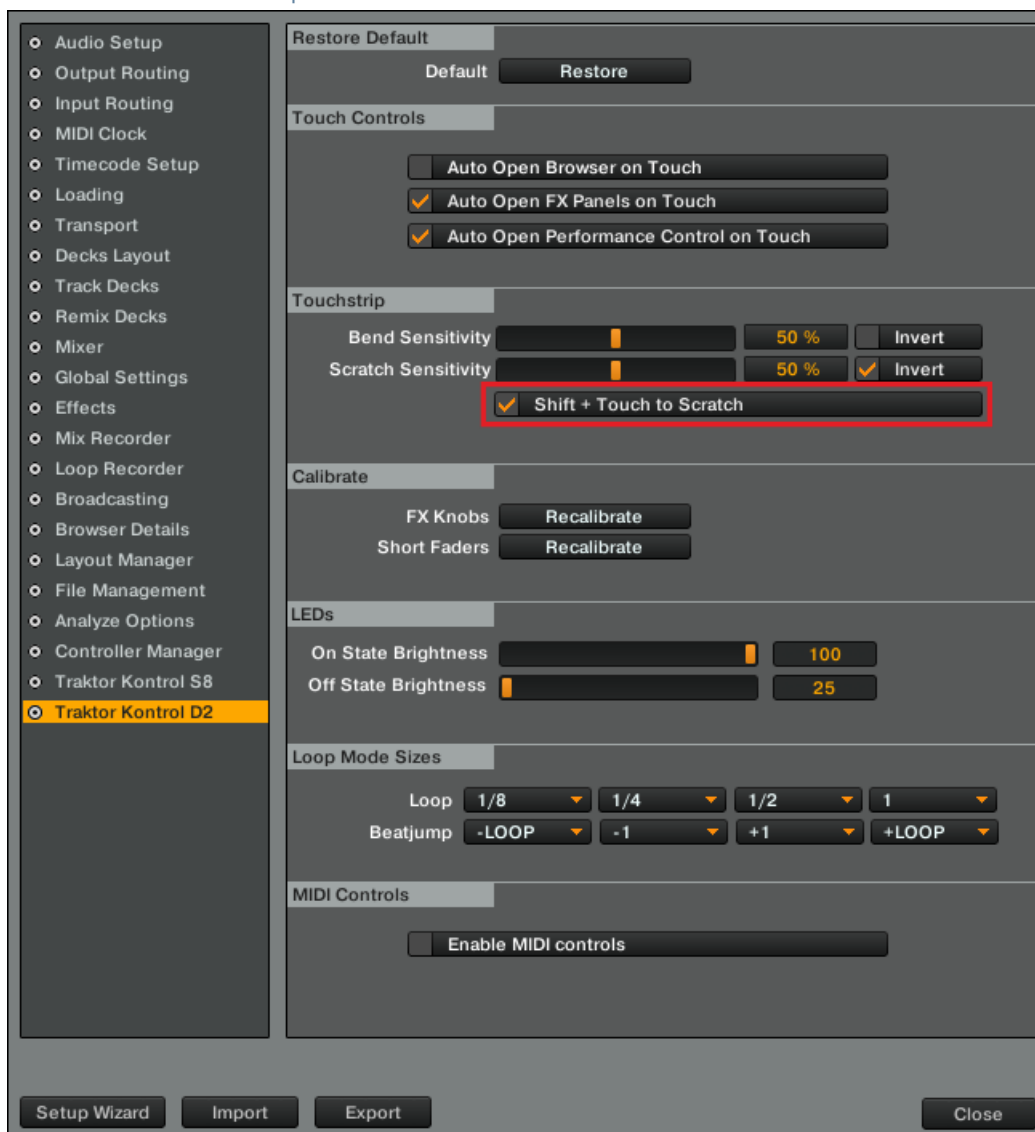 Audio Setup
Output Routing
Input Routing
MIDI Clock
Timecode Setup
Loading
Transport
Decks Layout
Track Decks
Remix Decks
Mixer
Global Settings
Effects
Mix Recorder
Loop Recorder
Broadcasting
Browser Details
Layout Manager
File Management
Analyze Options
Controller Manager
Traktor Kontrol S8
Traktor Kontrol D2
Restore Default
Default Restore
Touch Controls
Auto Open Browser on Touch
Auto Open FX Panels on Touch
Auto Open Performance Control on Touch
Touchstrip
Bend Sensitivity 50 % Invert
Scratch Sensitivity 50 % Invert
Shift + Touch to Scratch
Calibrate
FX Knobs Recalibrate
Short Faders Recalibrate
LEDs
On State Brightness 100
Off State Brightness 25
Loop Mode Sizes
Loop 1/8 1/4 1/2 1
Beatjump -LOOP -1 +1 +LOOP
MIDI Controls
Enable MIDI controls
Setup Wizard Import Export Close